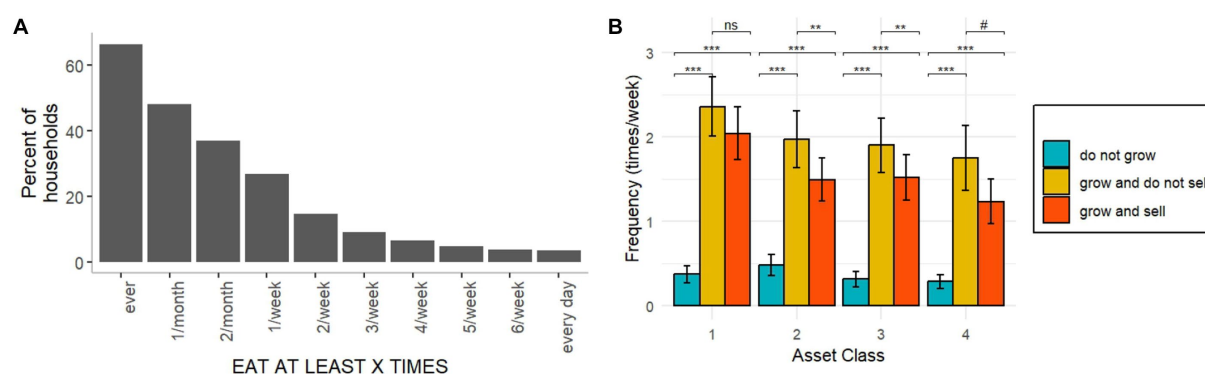 A
Percent of
households
60
40
20
0
ever
1/month
2/month
1/week
2/week
3/week
4/week
5/week
6/week
every day
EAT AT LEAST X TIMES
B
Frequency (times/week)
3
2
1
0
ns
**
**
#
***
***
***
***
***
***
***
***
1
2
3
4
Asset Class
do not grow
grow and do not sel
grow and sell